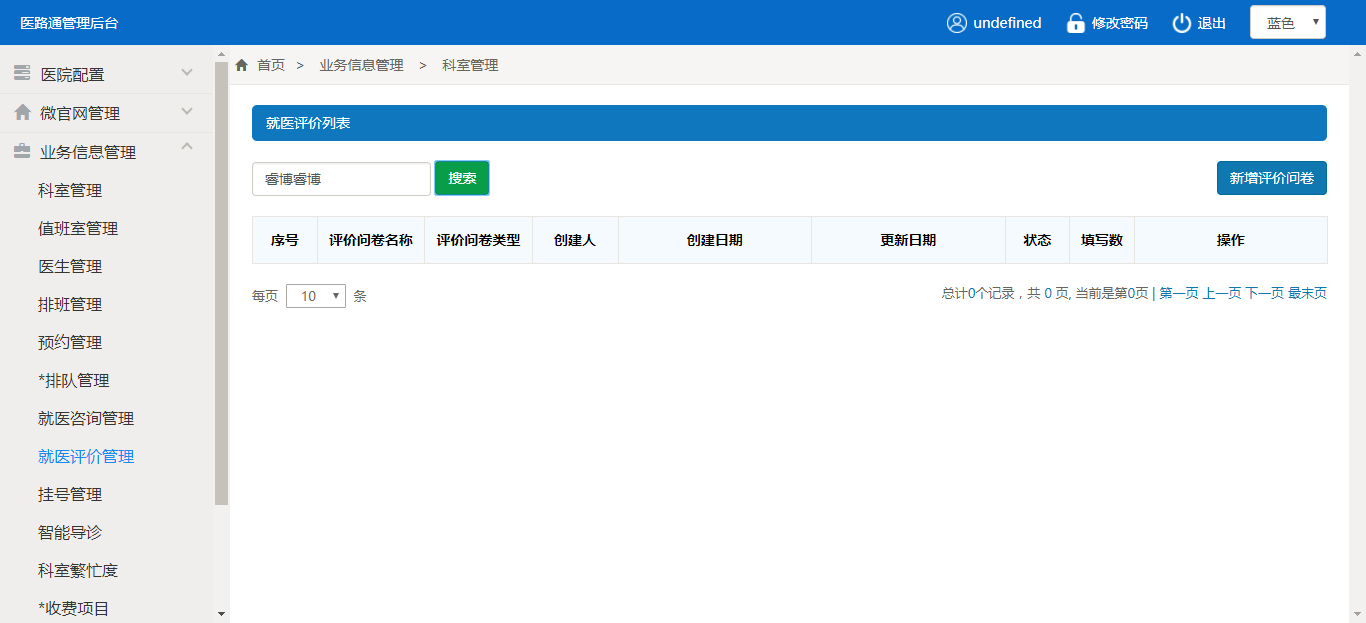 医路通管理后台
undefined
修改密码
退出
蓝色
医院配置
微官网管理
业务信息管理
科室管理
值班室管理
医生管理
排班管理
预约管理
*排队管理
就医咨询管理
就医评价管理
挂号管理
智能导诊
科室繁忙度
*收费项目
首页 > 业务信息管理 > 科室管理
就医评价列表
睿博睿博
搜索
新增评价问卷
序号 评价问卷名称 评价问卷类型 创建人 创建日期 更新日期 状态 填写数 操作
每页 10 条
总计0个记录，共 0 页, 当前是第0页 | 第一页 上一页 下一页 最末页